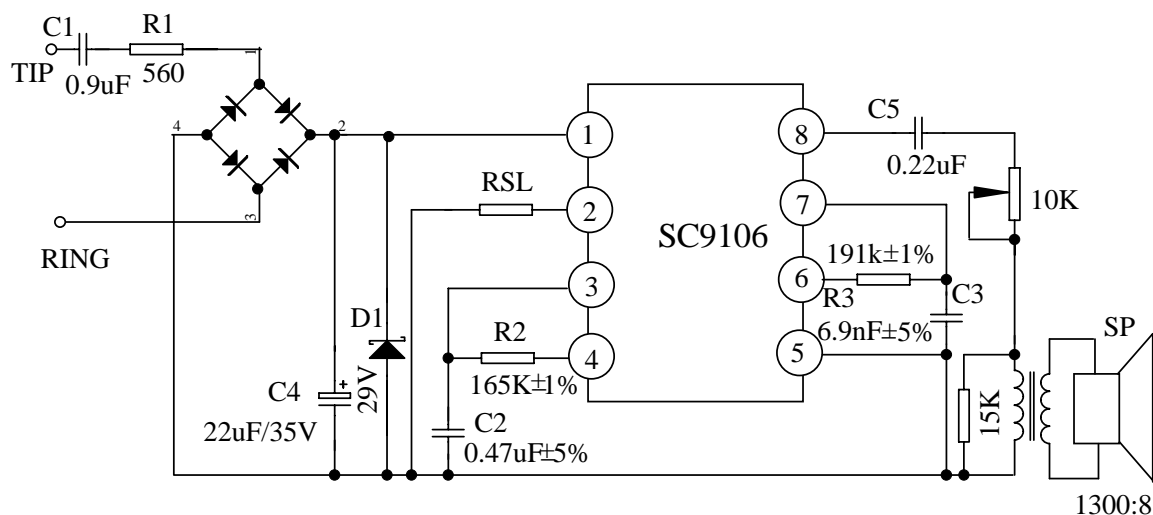 C1
R1
TIP
0.9uF
560
1
4
2
3
RING
C4
22uF/35V
D1
29V
RSL
R2
165K±1%
C2
0.47uF±5%
SC9106
1
2
3
4
8
7
6
5
C5
0.22uF
10K
191k±1%
R3
C3
6.9nF±5%
15K
SP
1300:8